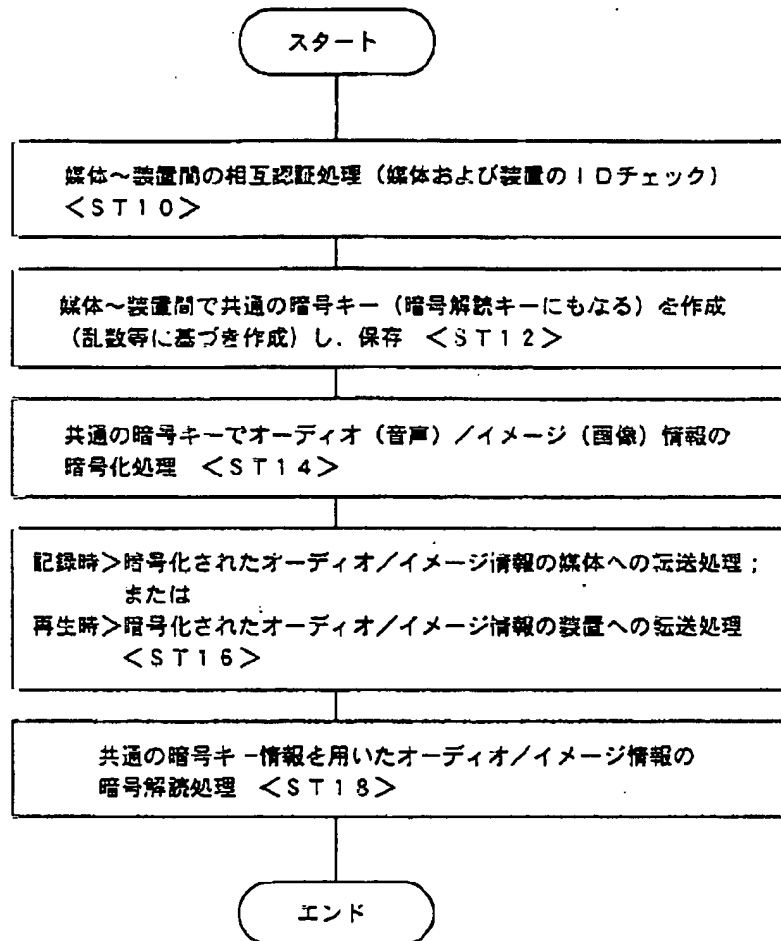 スタート
媒体～装置間の相互認証処理（媒体および装置のＩＤチェック）
＜ＳＴ１０＞
媒体～装置間で共通の暗号キー（暗号解読キーにもなる）を作成
（乱数等に基づき作成）し，保存 ＜ＳＴ１２＞
共通の暗号キーでオーディオ（音声）／イメージ（画像）情報の
暗号化処理 ＜ＳＴ１４＞
記録時＞暗号化されたオーディオ／イメージ情報の媒体への転送処理；
または
再生時＞暗号化されたオーディオ／イメージ情報の装置への転送処理
＜ＳＴ１６＞
共通の暗号キー情報を用いたオーディオ／イメージ情報の
暗号解読処理 ＜ＳＴ１８＞
エンド